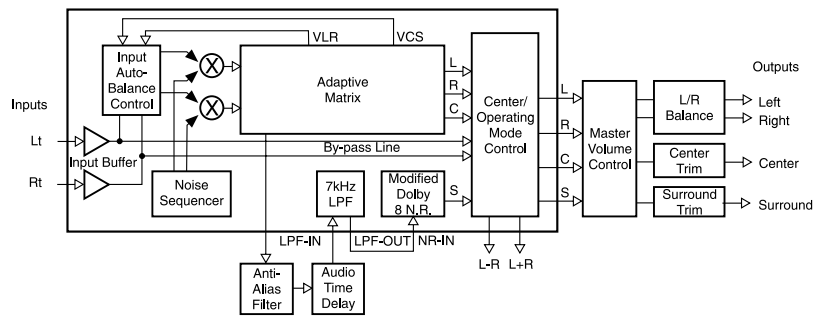 VLR
VCS
Input
Auto-
Balance
Control
X
X
Adaptive
Matrix
L
R
C
Center/
Operating
Mode
Control
L
R
C
S
Master
Volume
Control
Outputs
L/R
Balance
Left
Right
Center
Trim
Center
Surround
Trim
Surround
Inputs
Lt
Rt
Input Buffer
By-pass Line
Noise
Sequencer
7kHz
LPF
Modified
Dolby
8 N.R.
S
LPF-IN
LPF-OUT
NR-IN
L-R
L+R
Anti-
Alias
Filter
Audio
Time
Delay